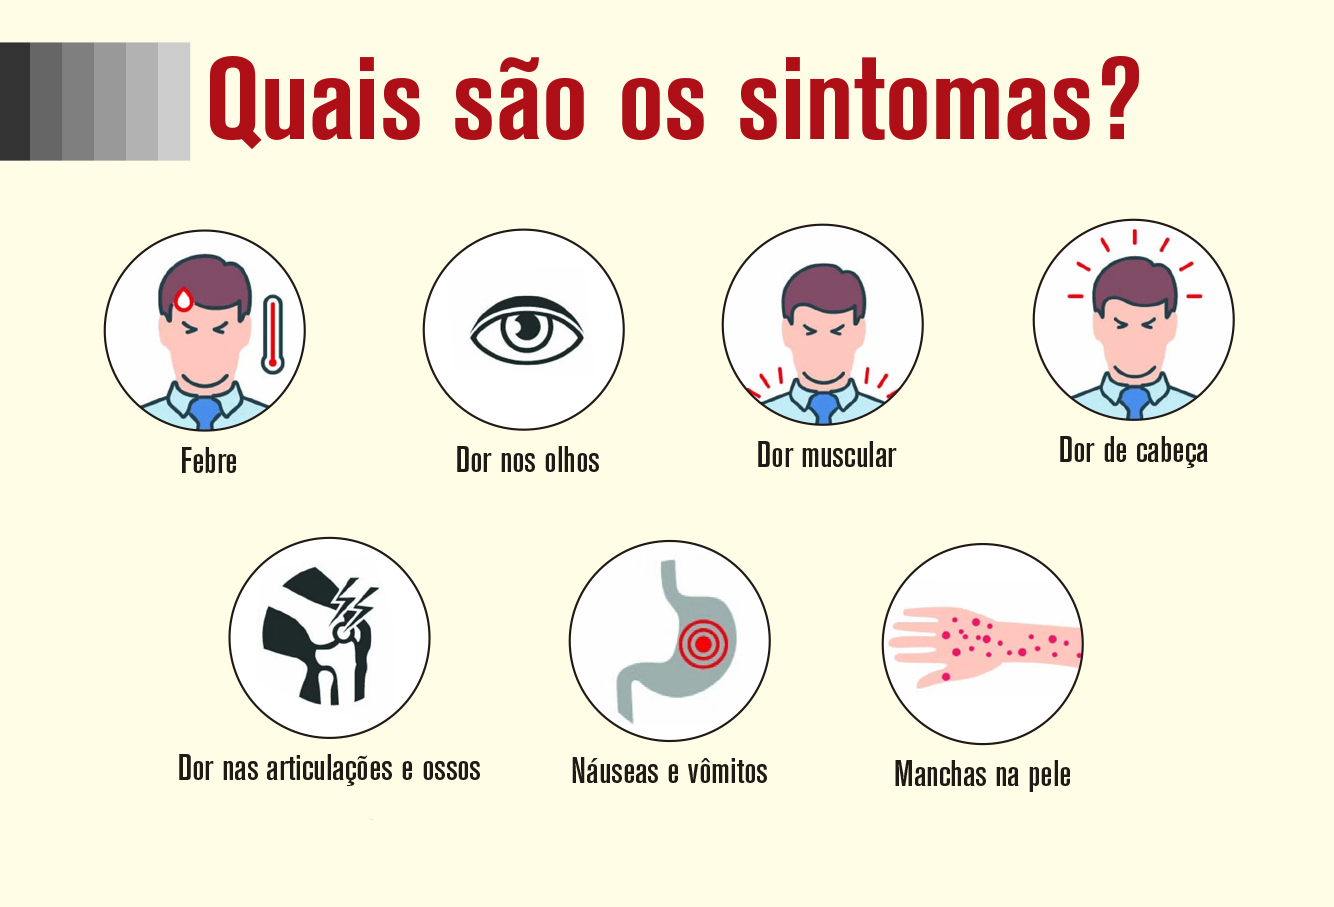 Quais são os sintomas?
Febre
Dor nos olhos
Dor muscular
Dor de cabeça
Dor nas articulações e ossos
Náuseas e vômitos
Manchas na pele